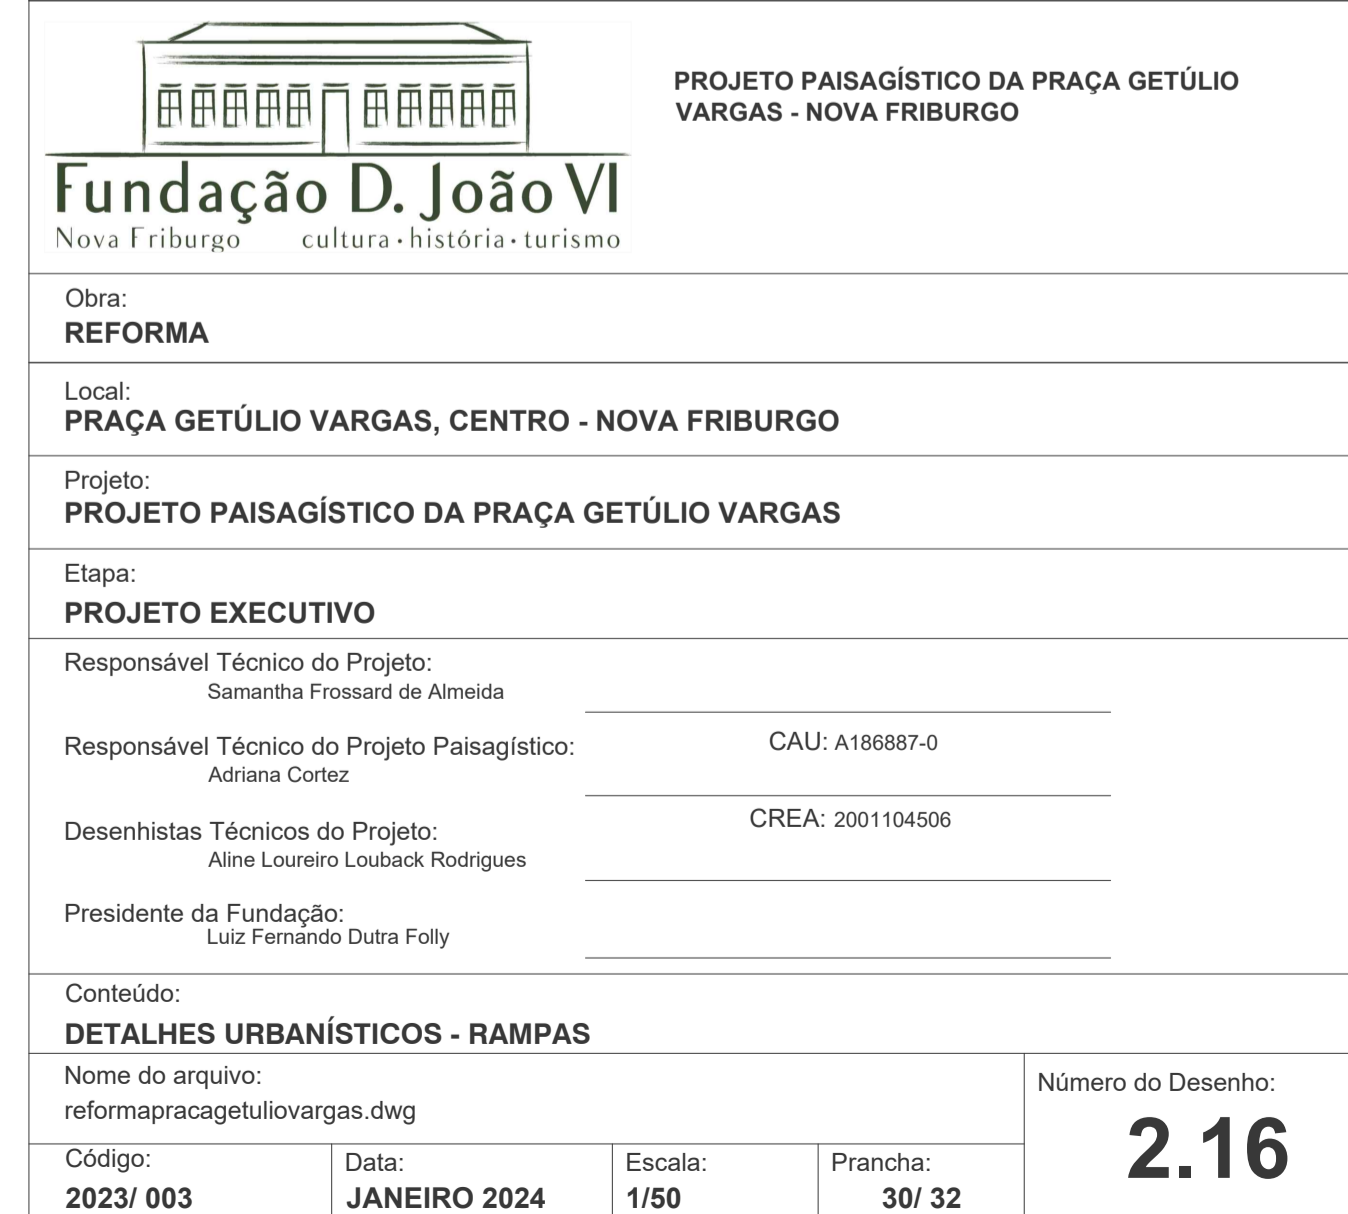 Fundação D. João VI
Nova Friburgo cultura · história · turismo
PROJETO PAISAGÍSTICO DA PRAÇA GETÚLIO
VARGAS - NOVA FRIBURGO
Obra:
REFORMA
Local:
PRAÇA GETÚLIO VARGAS, CENTRO - NOVA FRIBURGO
Projeto:
PROJETO PAISAGÍSTICO DA PRAÇA GETÚLIO VARGAS
Etapa:
PROJETO EXECUTIVO
Responsável Técnico do Projeto:
Samantha Frossard de Almeida
CAU: A186887-0
Responsável Técnico do Projeto Paisagístico:
Adriana Cortez
CREA: 2001104506
Desenhistas Técnicos do Projeto:
Aline Loureiro Louback Rodrigues
Presidente da Fundação:
Luiz Fernando Dutra Folly
Conteúdo:
DETALHES URBANÍSTICOS - RAMPAS
Nome do arquivo:
reformapracagetuliovargas.dwg
Número do Desenho:
2.16
Código:
2023/ 003
Data:
JANEIRO 2024
Escala:
1/50
Prancha:
30/ 32